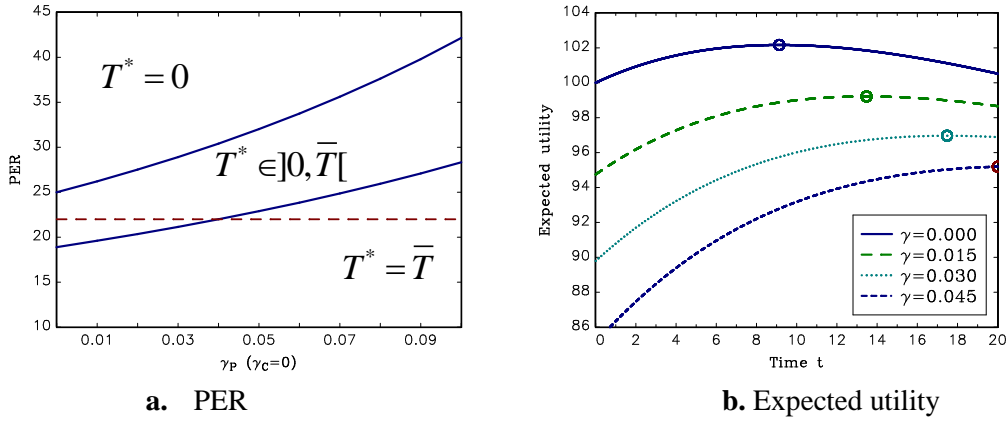 45
40
35
30
25
20
15
10
PER
T* = 0
T* ∈]0, T̅[
T* = T̅
0.01 0.03 0.05 0.07 0.09
γP (γC=0)
a. PER
104
102
100
98
96
94
92
90
88
86
Expected utility
γ=0.000
γ=0.015
γ=0.030
γ=0.045
0 2 4 6 8 10 12 14 16 18 20
Time t
b. Expected utility